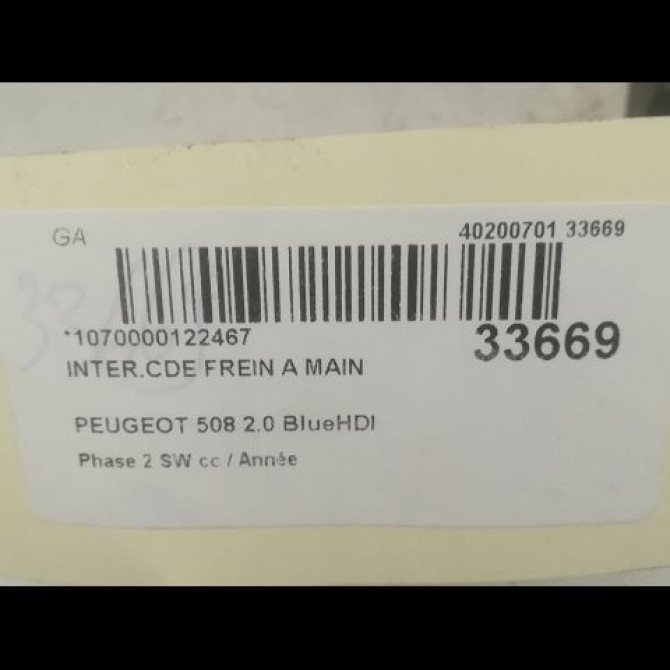 GA
40200701 33669
*1070000122467
33669
INTER.CDE FREIN A MAIN
PEUGEOT 508 2.0 BlueHDI
Phase 2 SW cc / Année